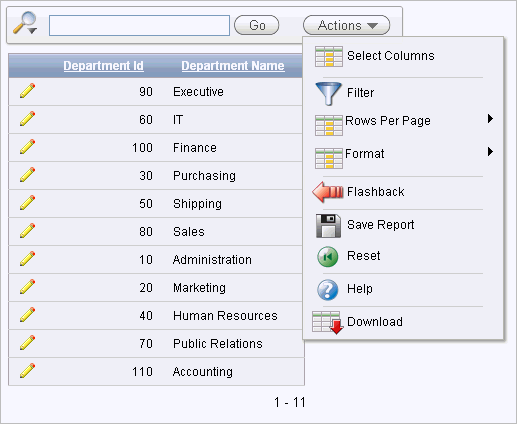 Go Actions
Select Columns
Filter
Rows Per Page
Format
Flashback
Save Report
Reset
Help
Download
Department Id Department Name
90 Executive
60 IT
100 Finance
30 Purchasing
50 Shipping
80 Sales
10 Administration
20 Marketing
40 Human Resources
70 Public Relations
110 Accounting
1 - 11